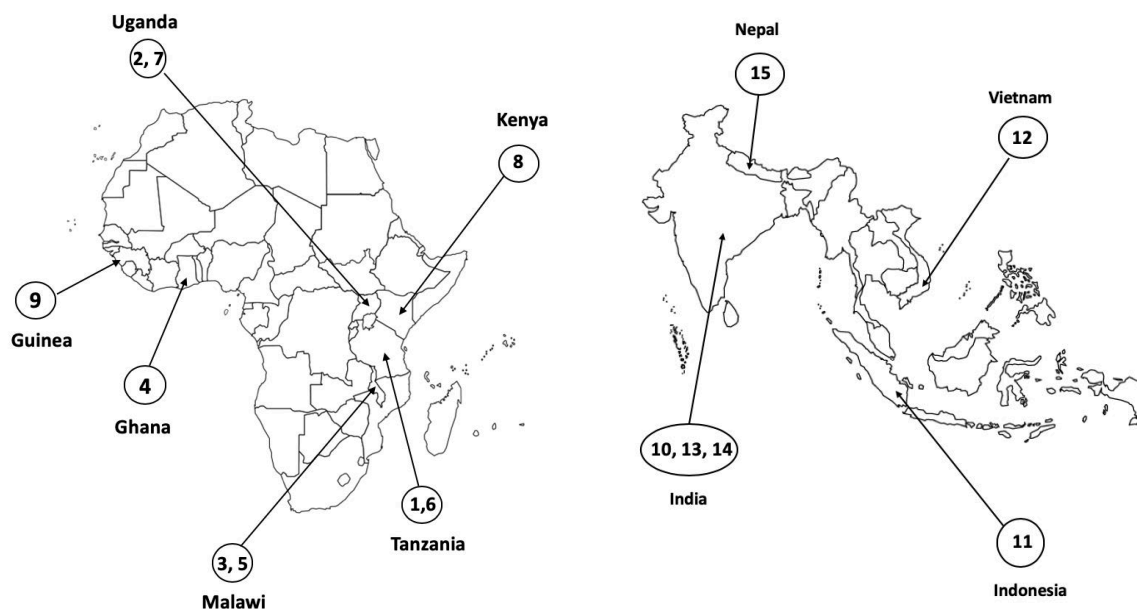 Uganda
2, 7
Kenya
8
9
Guinea
4
Ghana
1,6
Tanzania
3, 5
Malawi
Nepal
15
Vietnam
12
10, 13, 14
India
11
Indonesia